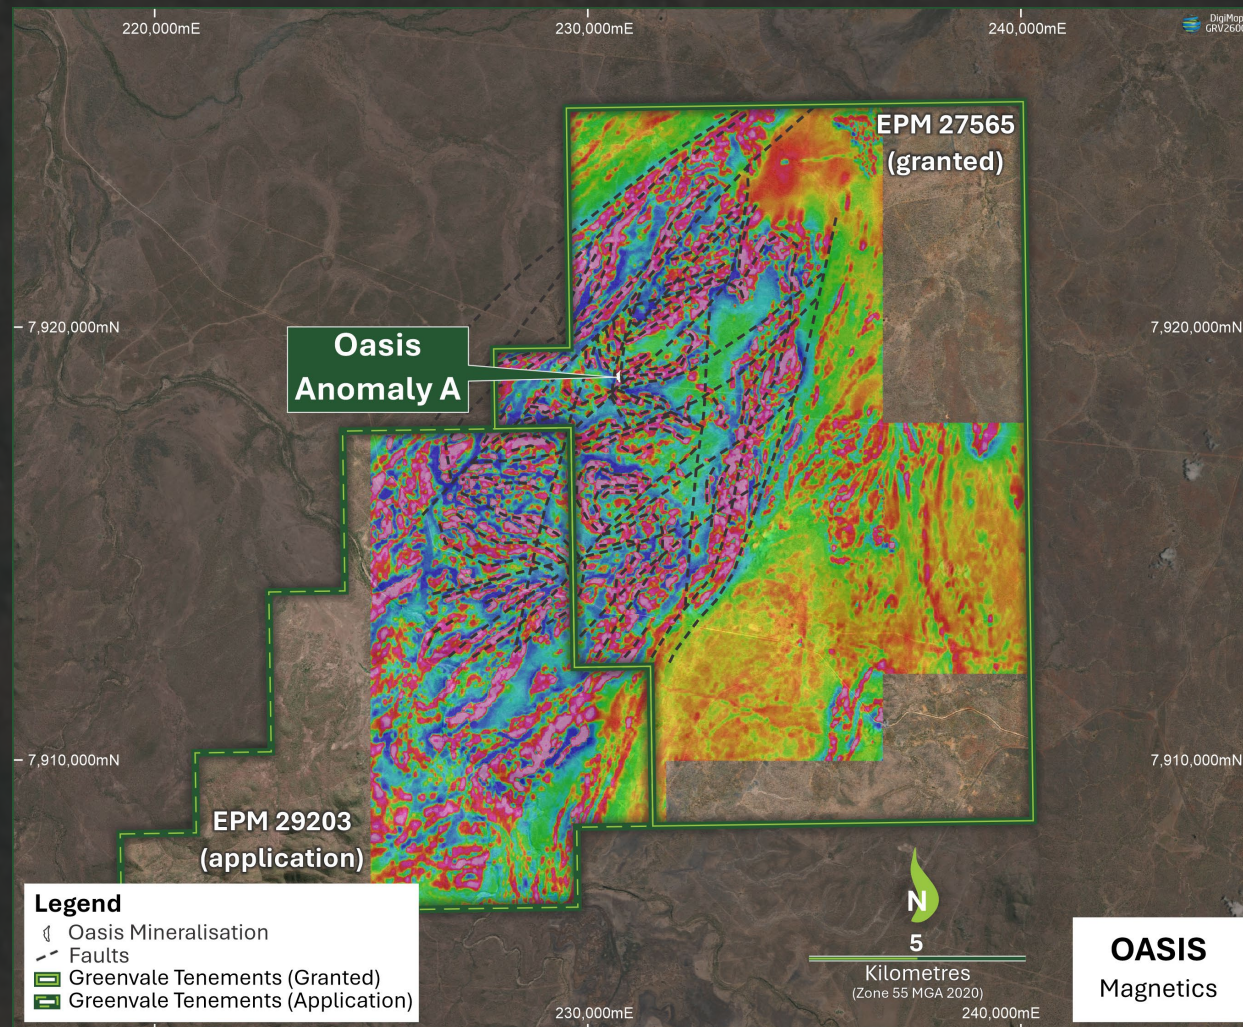 220,000mE
230,000mE
240,000mE
DigiMap
GRV2600
EPM 27565
(granted)
7,920,000mN
7,920,000mN
Oasis
Anomaly A
7,910,000mN
7,910,000mN
EPM 29203
(application)
Legend
Oasis Mineralisation
Faults
Greenvale Tenements (Granted)
Greenvale Tenements (Application)
N
5
Kilometres
(Zone 55 MGA 2020)
OASIS
Magnetics
230,000mE
240,000mE